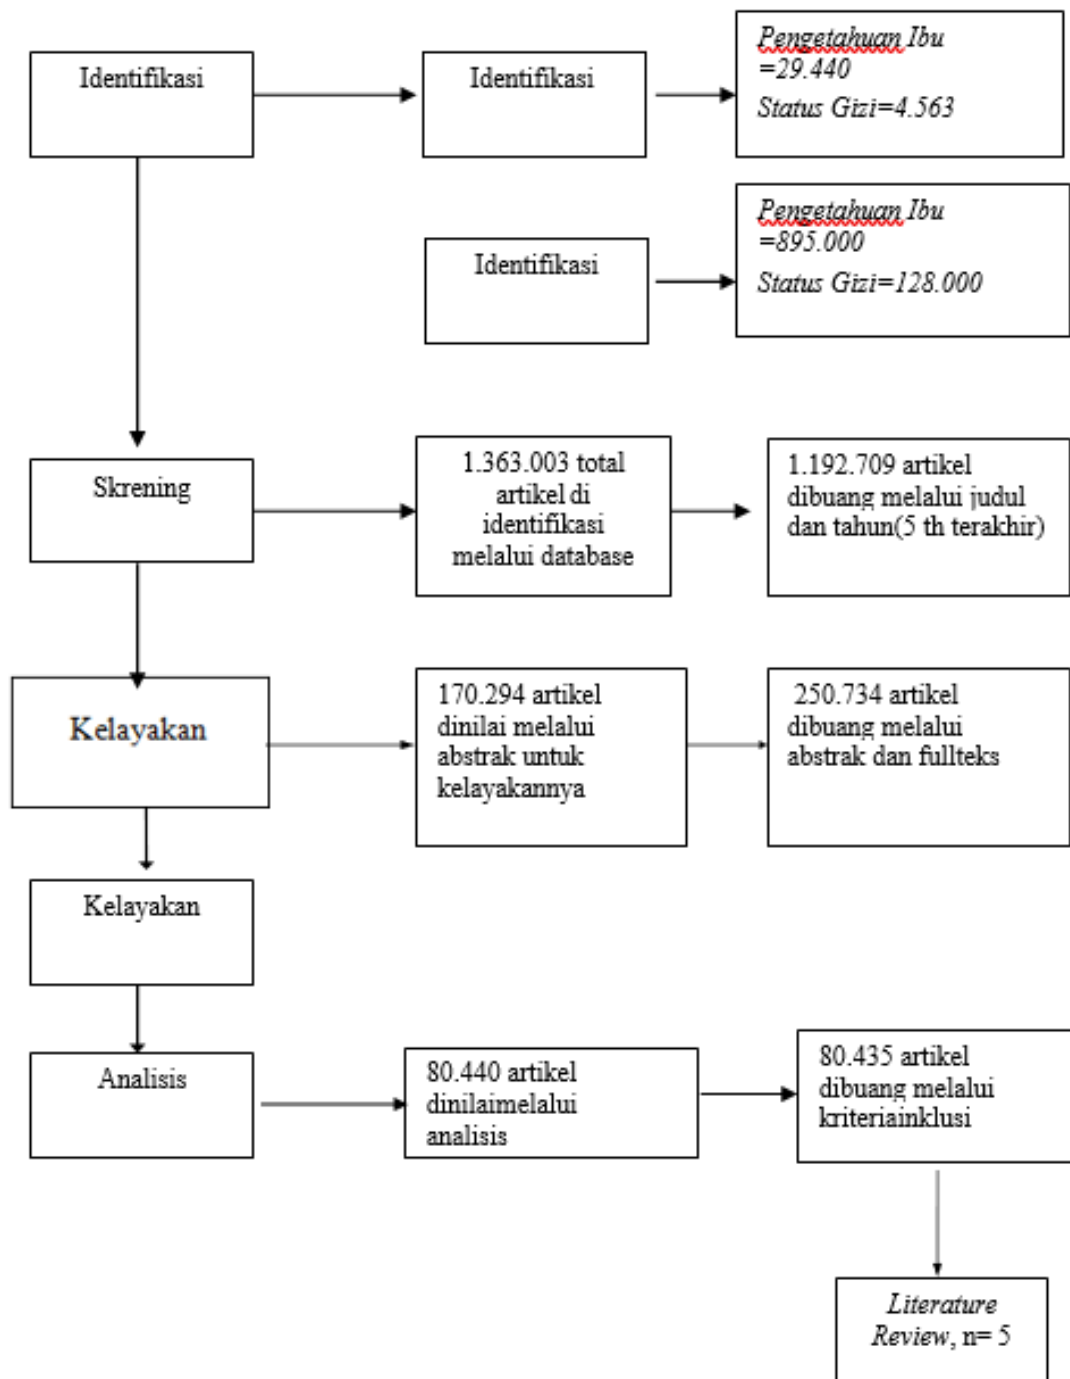 Identifikasi
Identifikasi
Pengetahuan Ibu
=29.440
Status Gizi=4.563
Identifikasi
Pengetahuan Ibu
=895.000
Status Gizi=128.000
Skrening
1.363.003 total
artikel di
identifikasi
melalui database
1.192.709 artikel
dibuang melalui judul
dan tahun(5 th terakhir)
Kelayakan
170.294 artikel
dinilai melalui
abstrak untuk
kelayakannya
250.734 artikel
dibuang melalui
abstrak dan fullteks
Kelayakan
Analisis
80.440 artikel
dinilaimelalui
analisis
80.435 artikel
dibuang melalui
kriteriainklusi
Literature
Review, n= 5